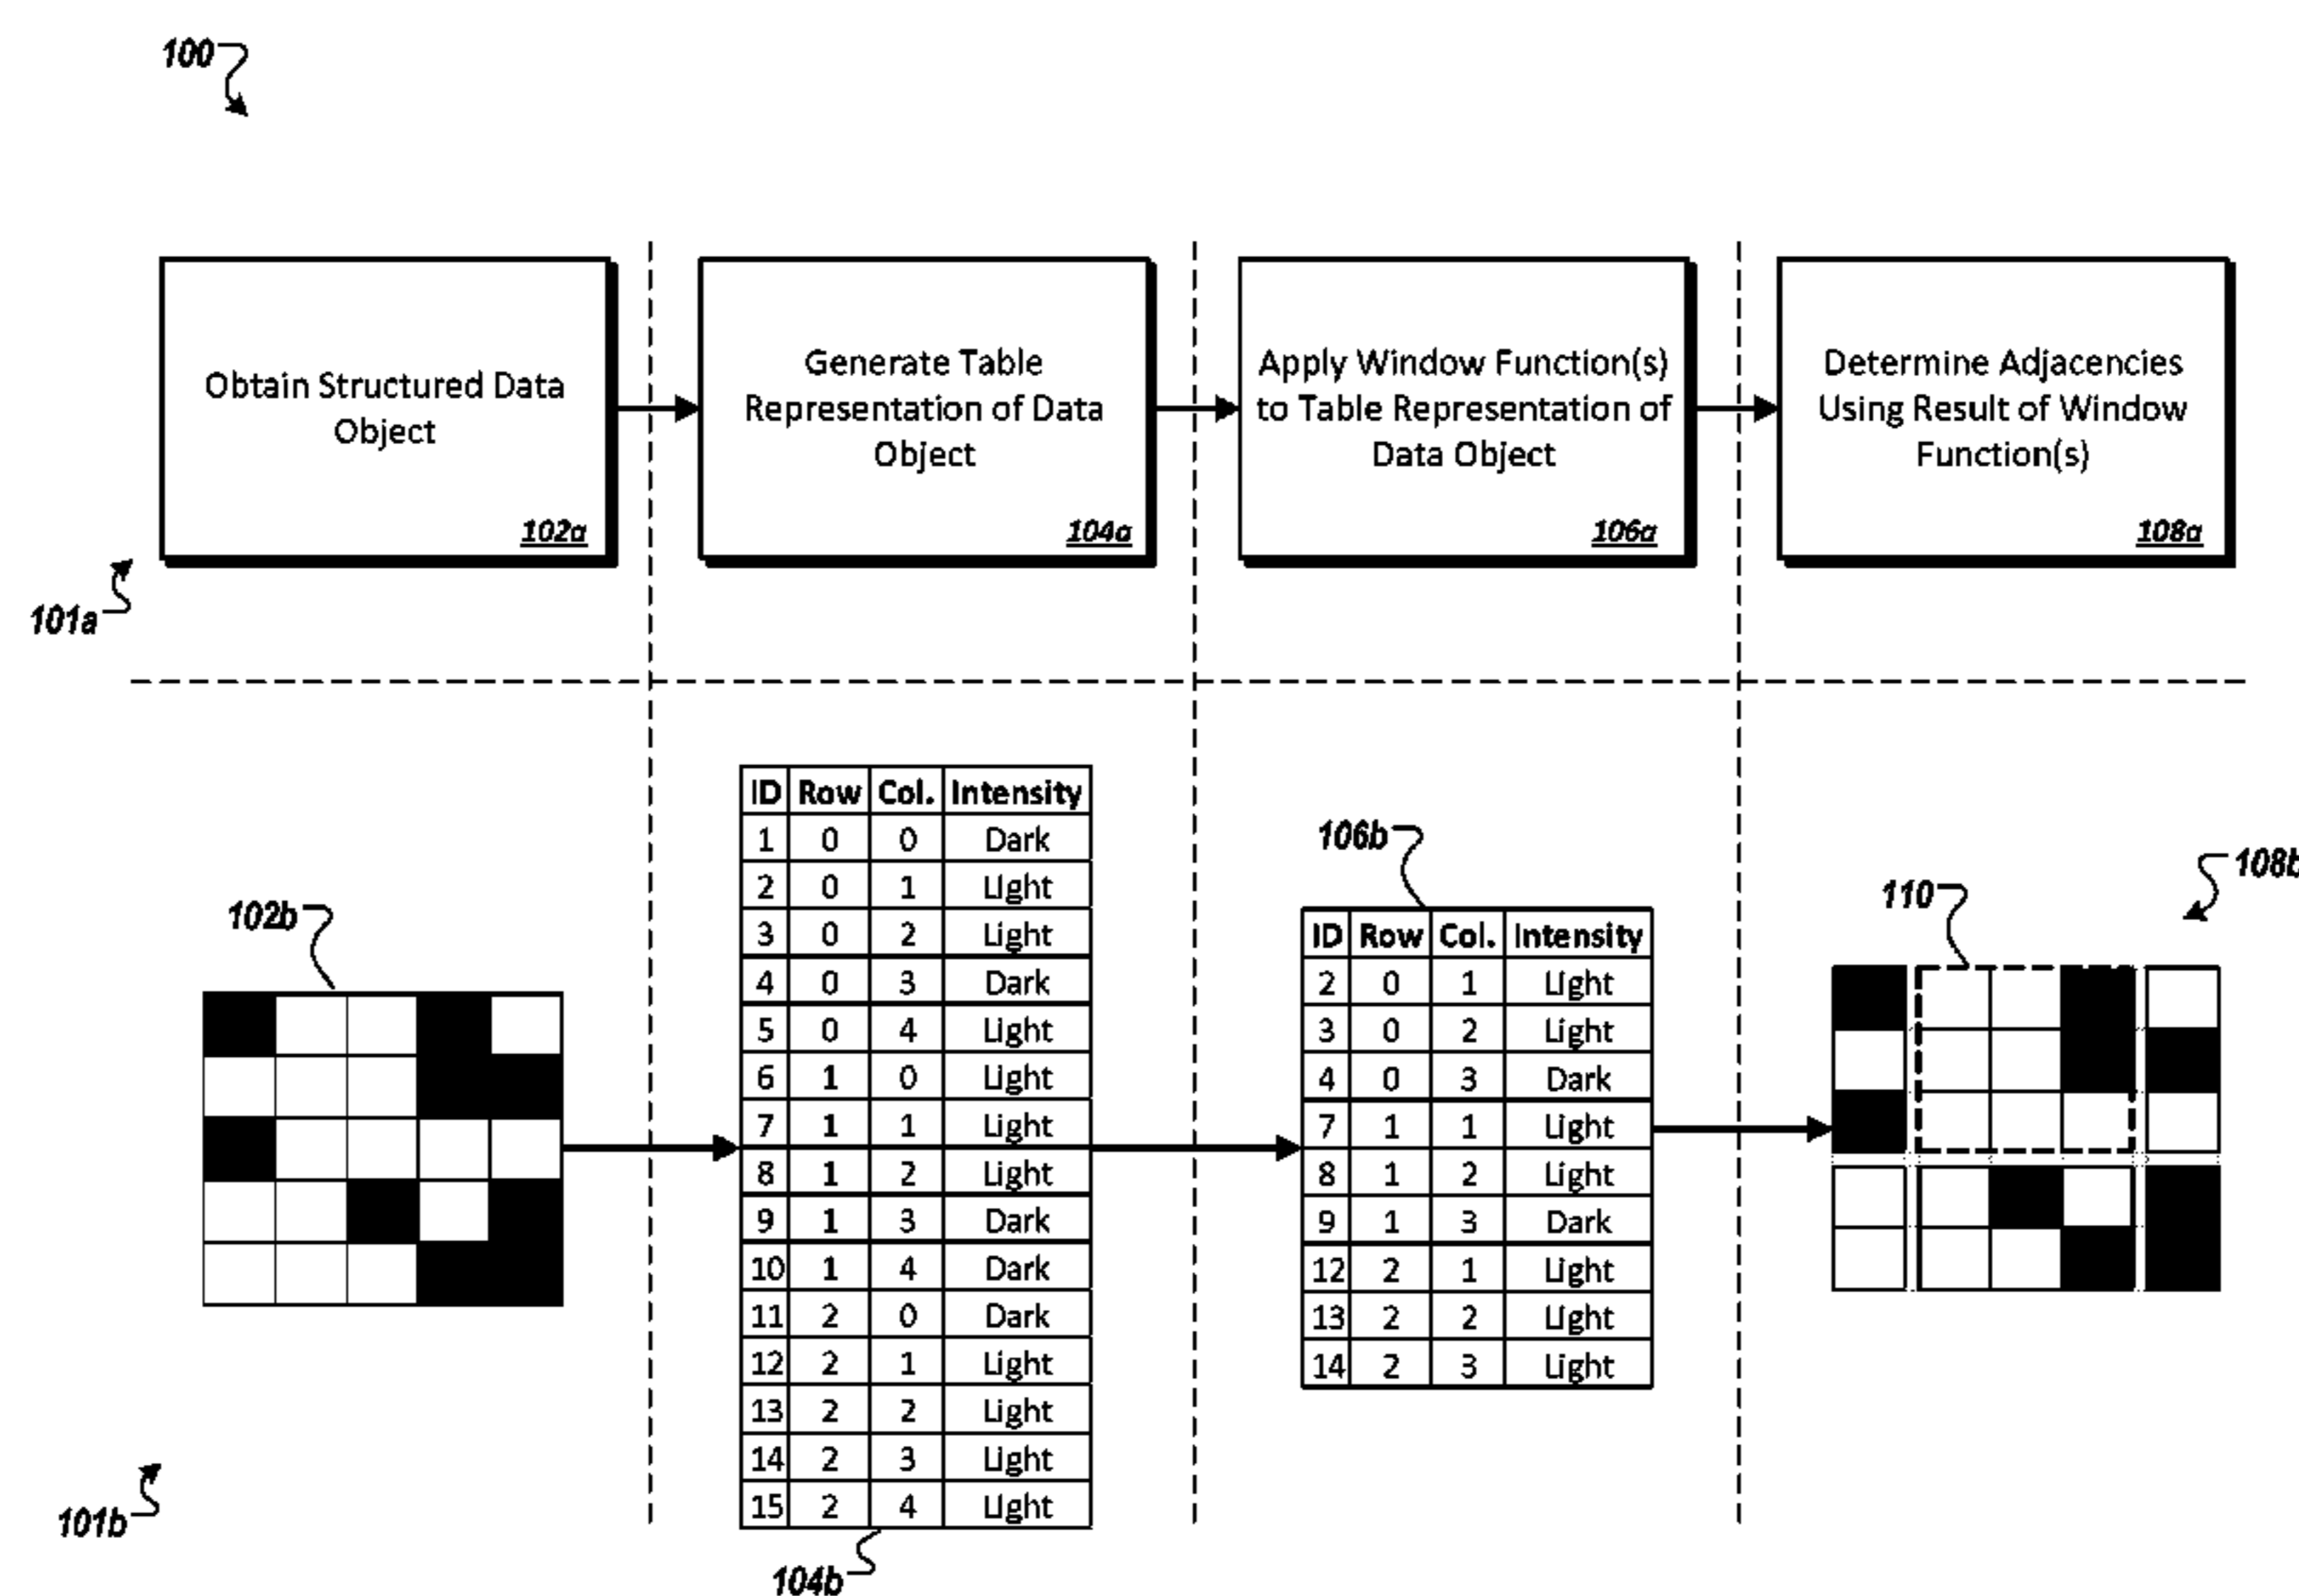 100
Obtain Structured Data
Object
102a
Generate Table
Representation of Data
Object
104a
Apply Window Function(s)
to Table Representation of
Data Object
106a
Determine Adjacencies
Using Result of Window
Function(s)
108a
101a
102b
ID Row Col. Intensity
1 0 0 Dark
2 0 1 Light
3 0 2 Light
4 0 3 Dark
5 0 4 Light
6 1 0 Light
7 1 1 Light
8 1 2 Light
9 1 3 Dark
10 1 4 Dark
11 2 0 Dark
12 2 1 Light
13 2 2 Light
14 2 3 Light
15 2 4 Light
104b
106b
ID Row Col. Intensity
2 0 1 Light
3 0 2 Light
4 0 3 Dark
7 1 1 Light
8 1 2 Light
9 1 3 Dark
12 2 1 Light
13 2 2 Light
14 2 3 Light
110
108b
101b